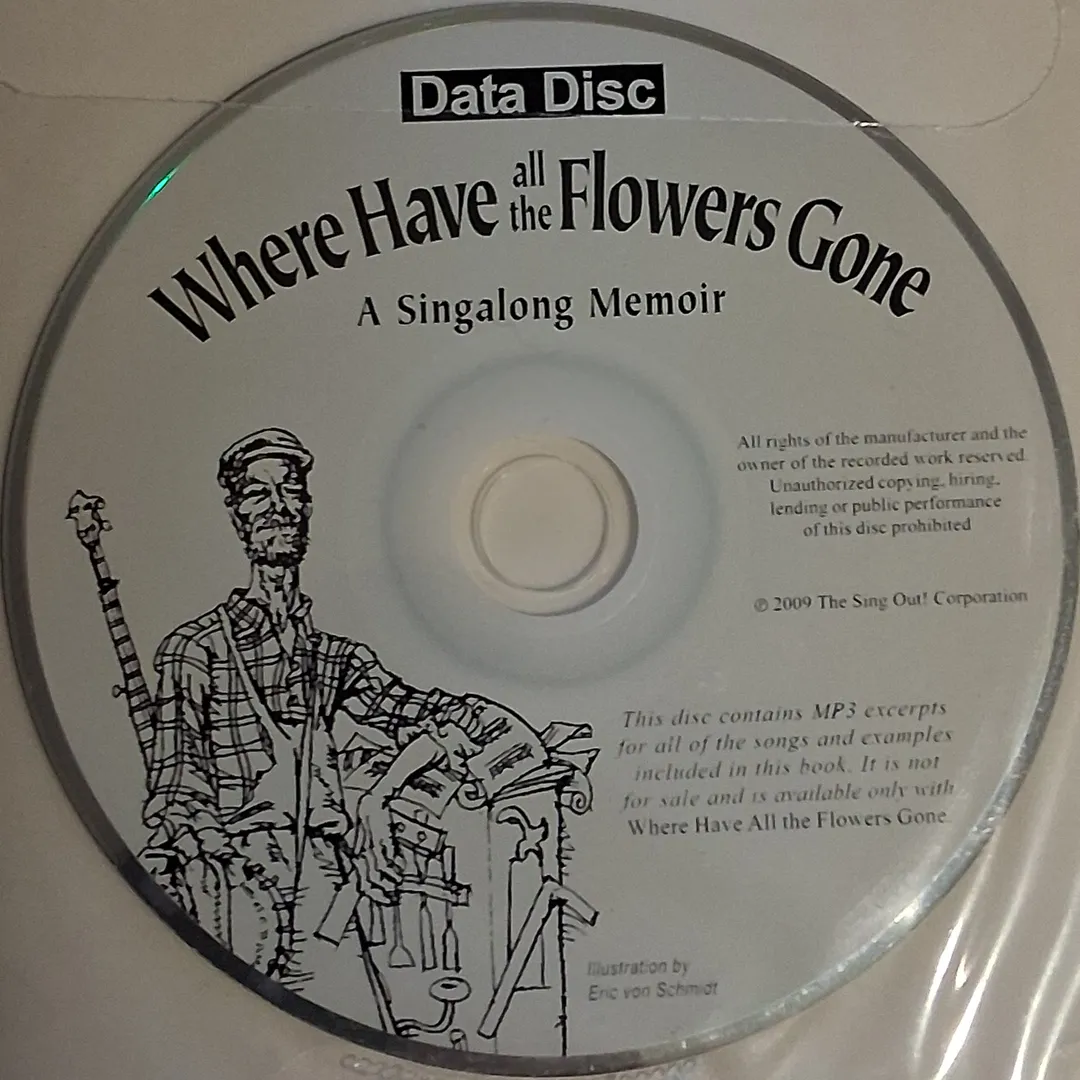 Data Disc
Where Have all the Flowers Gone
A Singalong Memoir
All rights of the manufacturer and the
owner of the recorded work reserved.
Unauthorized copying, hiring,
lending or public performance
of this disc prohibited
℗ 2009 The Sing Out! Corporation
This disc contains MP3 excerpts
for all of the songs and examples
included in this book. It is not
for sale and is available only with
Where Have All the Flowers Gone.
Illustration by
Eric von Schmidt